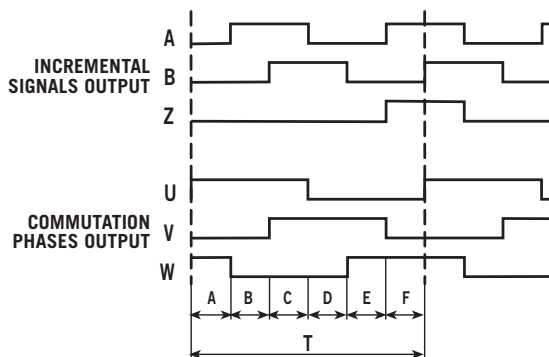 A
INCREMENTAL
SIGNALS OUTPUT
B
Z
U
COMMUTATION
PHASES OUTPUT
V
W
A B C D E F
T